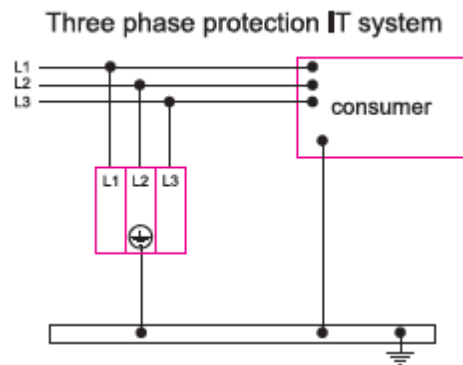 Three phase protection IT system
L1
L2
L3
consumer
L1 L2 L3